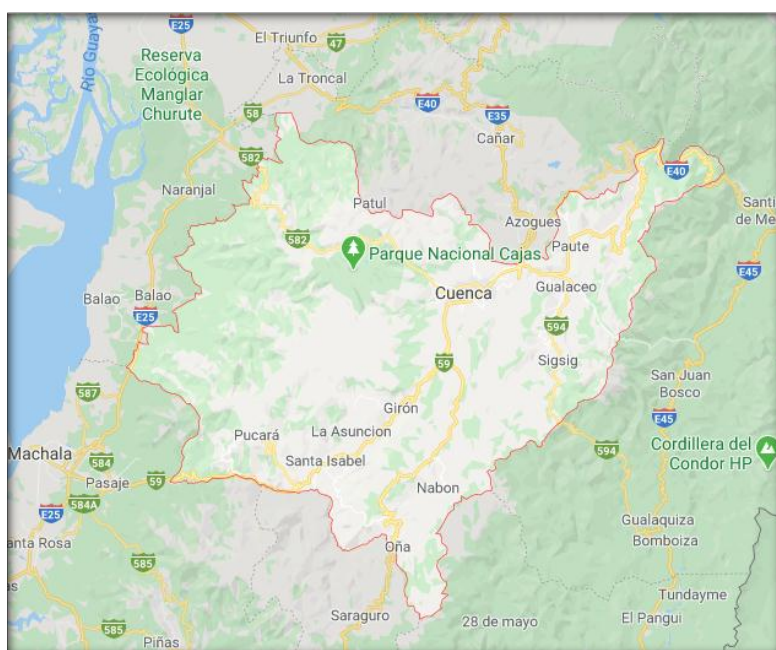 E25
El Triunfo
47
Reserva
Ecológica
Manglar
Churute
La Troncal
Río Guayas
58
E40
E35
Cañar
582
E40
Naranjal
Patul
Azogues
Santi
de Me
582
Parque Nacional Cajas
Paute
E45
Cuenca
Gualaceo
Balao
Balao
E25
594
59
Sigsig
587
San Juan
Bosco
Girón
E45
Pucará
La Asuncion
Machala
584
Santa Isabel
594
Cordillera del
Condor HP
Pasaje
59
Nabon
584A
E25
Gualaquiza
Bomboiza
anta Rosa
Oña
585
as
Tundayme
Saraguro
28 de mayo
El Pangui
585
Piñas